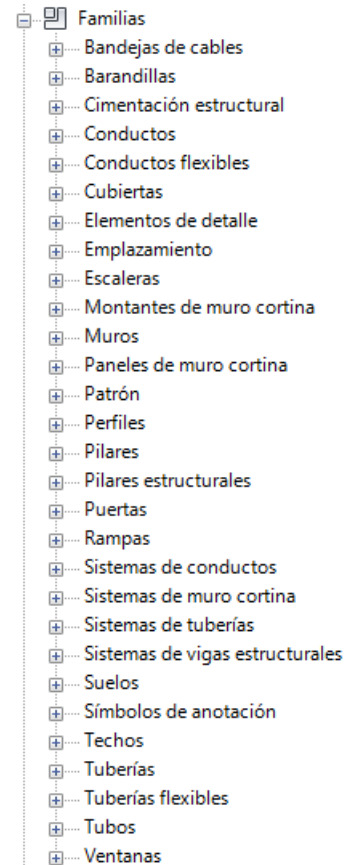 Familias
Bandejas de cables
Barandillas
Cimentación estructural
Conductos
Conductos flexibles
Cubiertas
Elementos de detalle
Emplazamiento
Escaleras
Montantes de muro cortina
Muros
Paneles de muro cortina
Patrón
Perfiles
Pilares
Pilares estructurales
Puertas
Rampas
Sistemas de conductos
Sistemas de muro cortina
Sistemas de tuberías
Sistemas de vigas estructurales
Suelos
Símbolos de anotación
Techos
Tuberías
Tuberías flexibles
Tubos
Ventanas